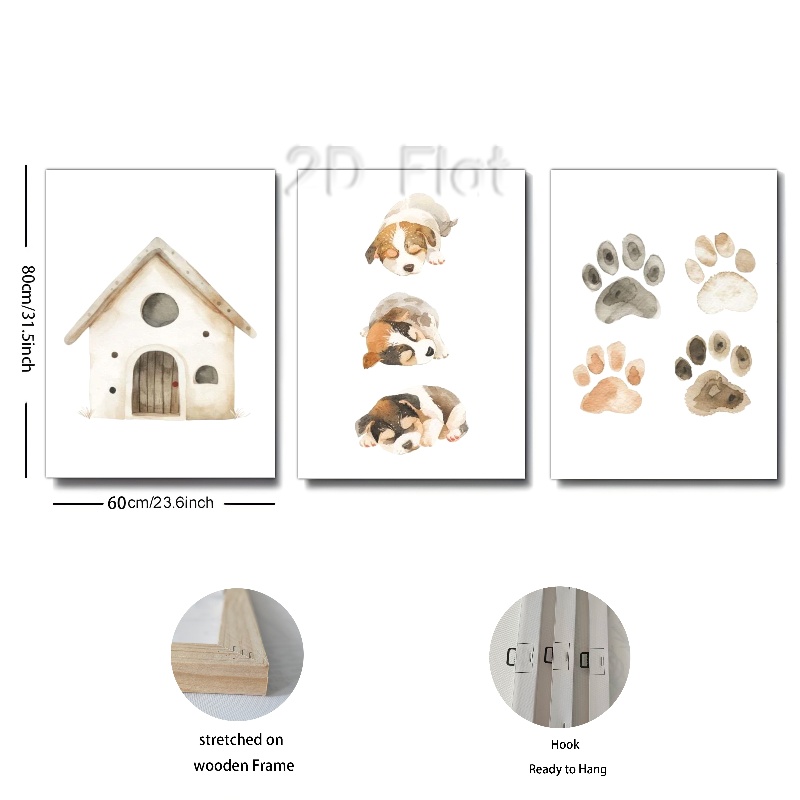 2D Flat
80cm/31.5inch
60cm/23.6inch
stretched on
wooden Frame
Hook
Ready to Hang